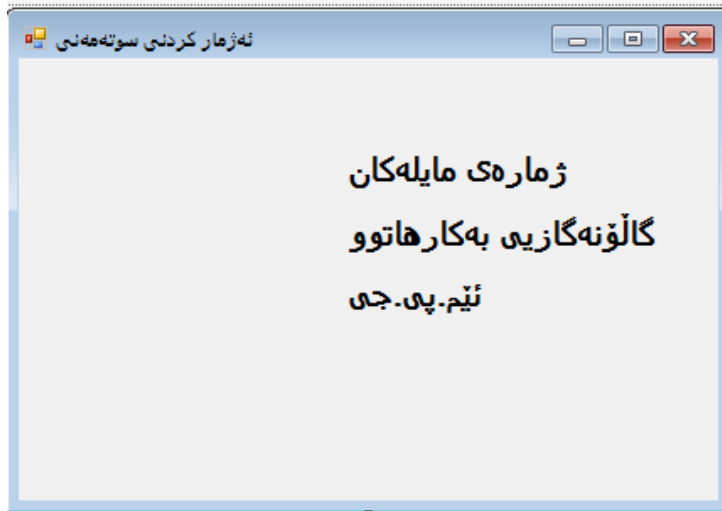 ئەژمار کردنی سوتەمەنی
ژمارەی مایلەکان
گاڵۆنەگازیی بەکارهاتوو
ئێم.پی.جی